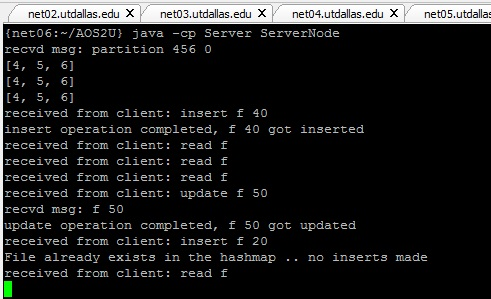 net02.utdallas.edu X net03.utdallas.edu X net04.utdallas.edu X net05.utdallas.edu
{net06:~/AOS2U} java -cp Server ServerNode
recvd msg: partition 456 0
[4, 5, 6]
[4, 5, 6]
[4, 5, 6]
received from client: insert f 40
insert operation completed, f 40 got inserted
received from client: read f
received from client: read f
received from client: read f
received from client: update f 50
recvd msg: f 50
update operation completed, f 50 got updated
received from client: insert f 20
File already exists in the hashmap .. no inserts made
received from client: read f